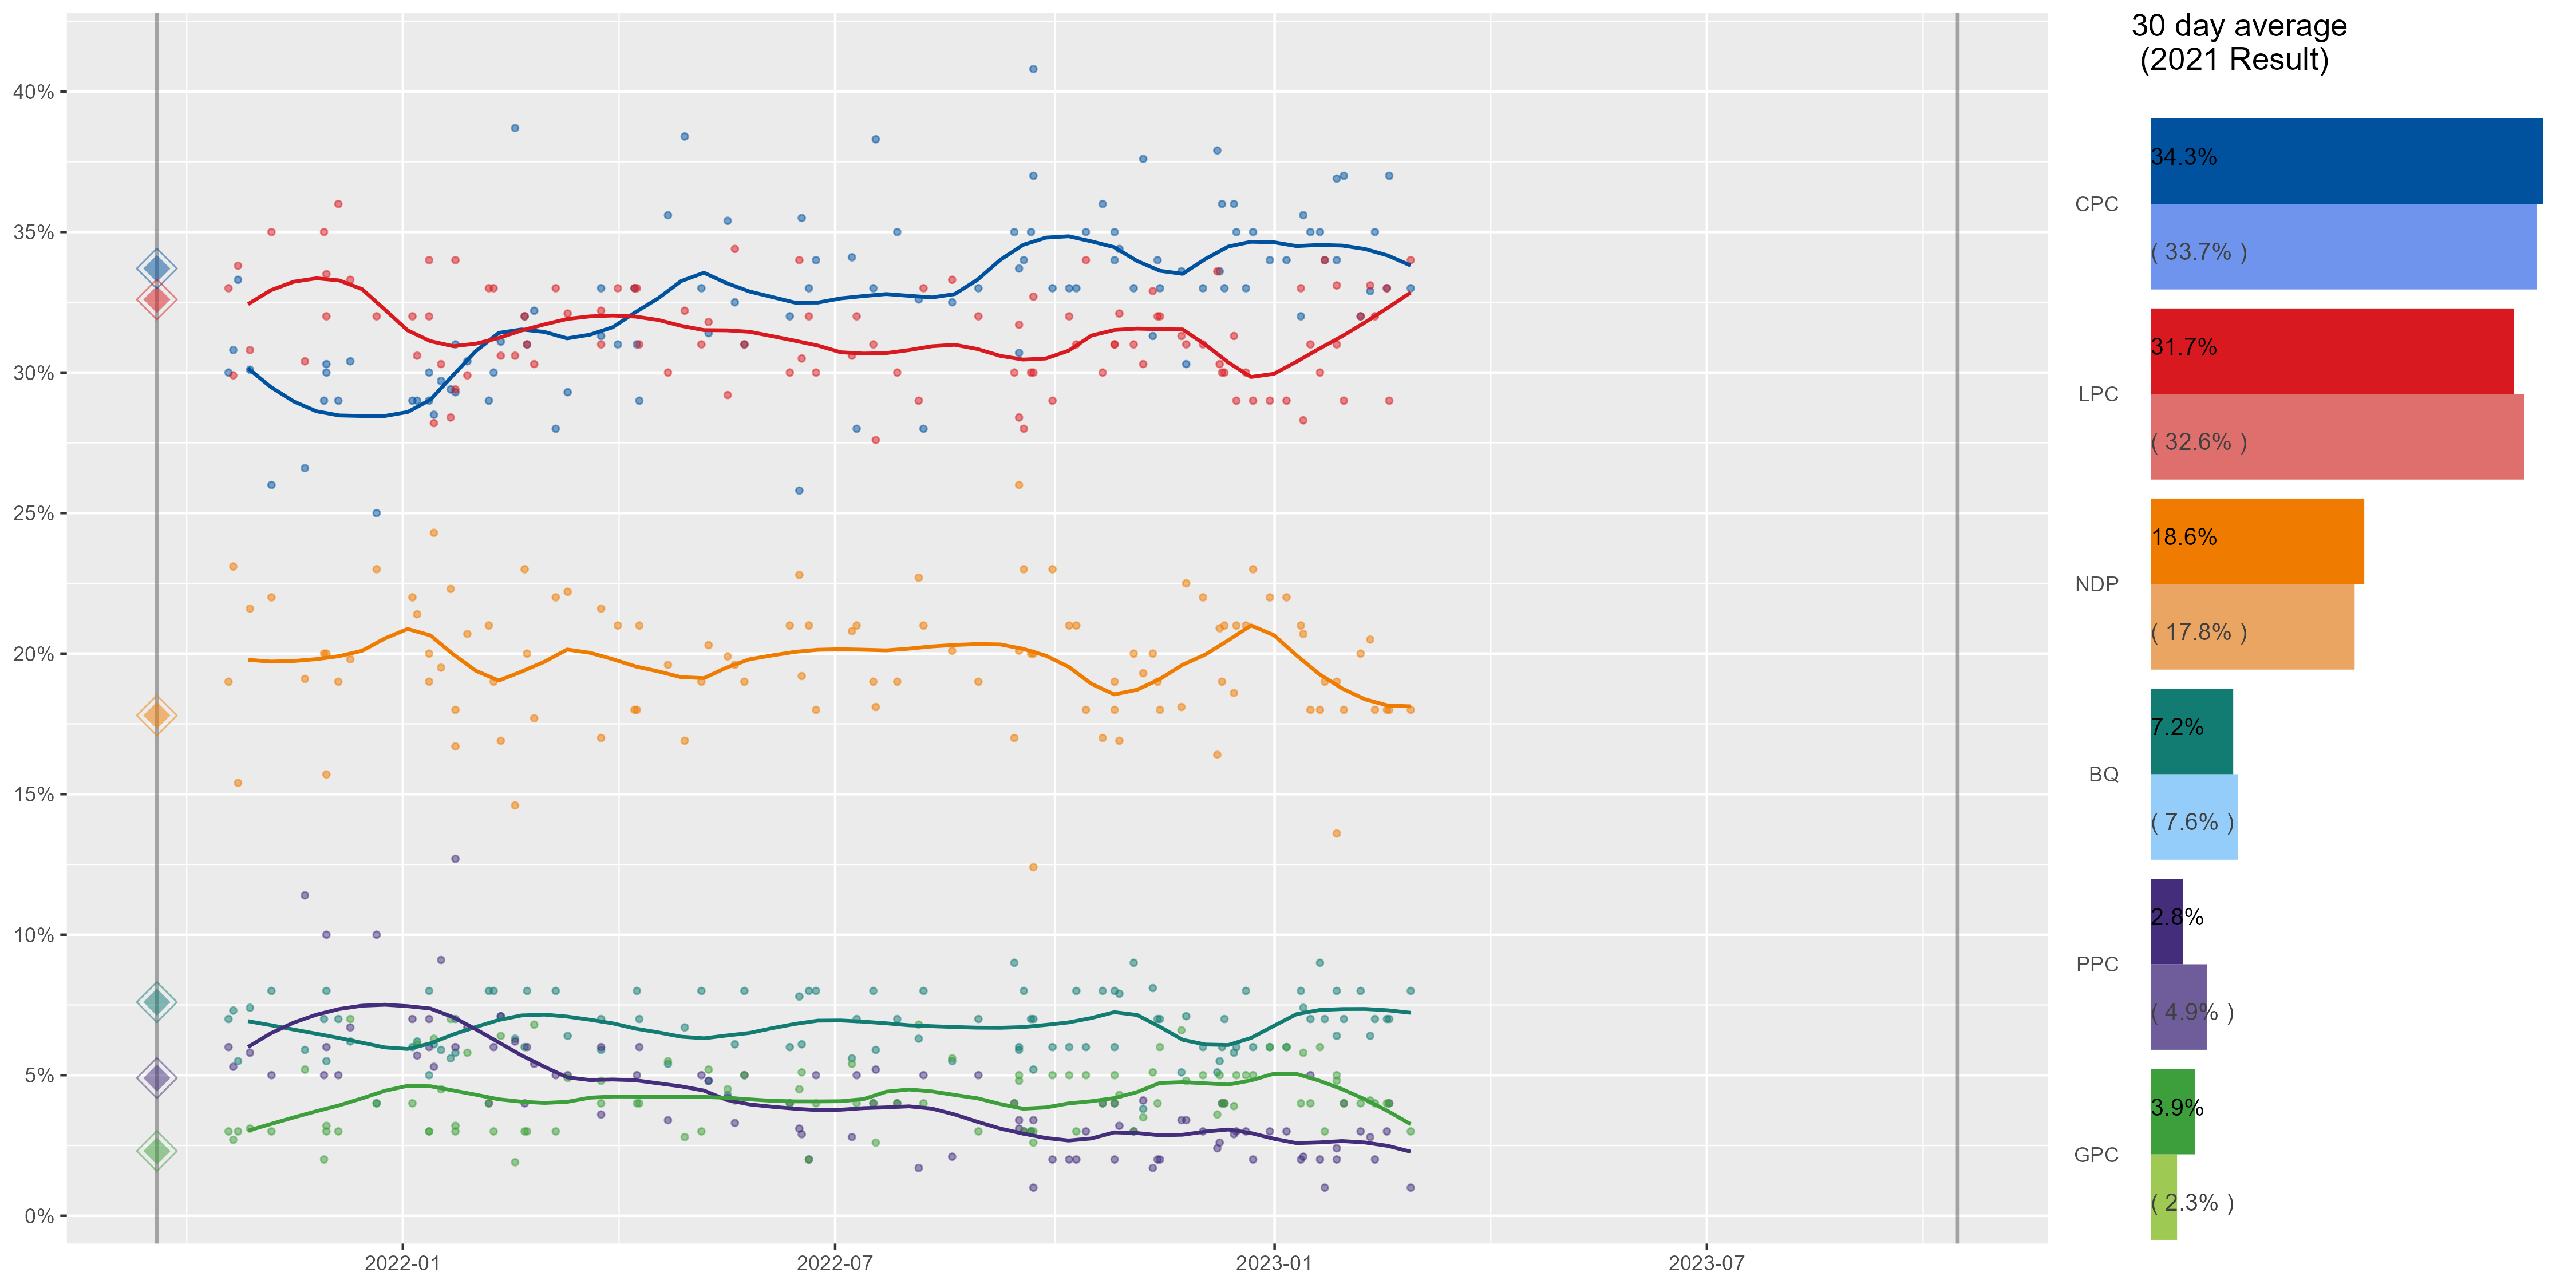 30 day average
(2021 Result)
40%
35%
30%
25%
20%
15%
10%
5%
0%
2022-01
2022-07
2023-01
2023-07
CPC
34.3%
( 33.7% )
LPC
31.7%
( 32.6% )
NDP
18.6%
( 17.8% )
BQ
7.2%
( 7.6% )
PPC
2.8%
( 4.9% )
GPC
3.9%
( 2.3% )